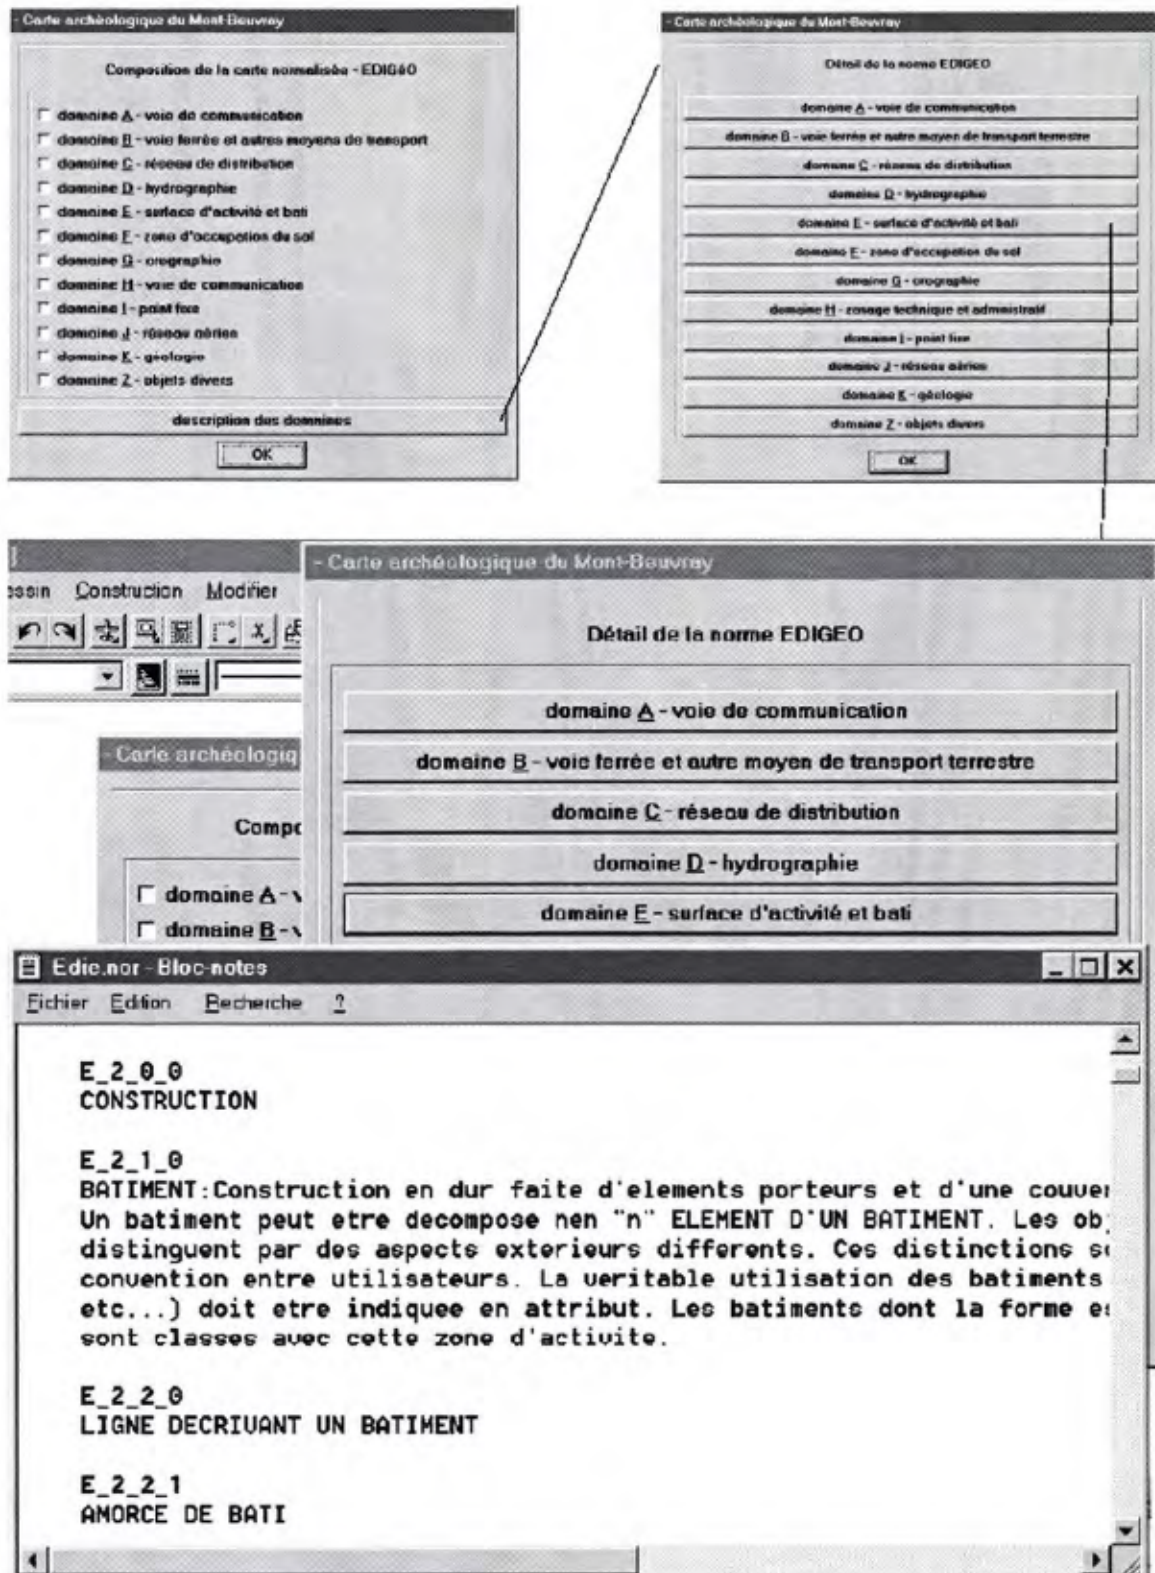 - Carte archéologique du Mont-Beuvray
Composition de la carte normalisée - EDIGéO
domaine A - voie de communication
domaine B - voie ferrée et autres moyens de transport
domaine C - réseau de distribution
domaine D - hydrographie
domaine E - surface d'activité et bati
domaine F - zone d'occupation du sol
domaine G - orographie
domaine H - voie de communication
domaine I - point fixe
domaine J - réseau aérien
domaine K - géologie
domaine Z - objets divers
description des domaines
OK
- Carte archéologique du Mont-Beuvray
Détail de la norme EDIGEO
domaine A - voie de communication
domaine B - voie ferrée et autre moyen de transport terrestre
domaine C - réseau de distribution
domaine D - hydrographie
domaine E - surface d'activité et bati
domaine F - zone d'occupation du sol
domaine G - orographie
domaine H - zonage technique et administratif
domaine I - point fixe
domaine J - réseau aérien
domaine K - géologie
domaine Z - objets divers
OK
]
essin Construction Modifier
- Carte archéologiq
Compo
domaine A - v
domaine B - v
- Carte archéologique du Mont-Beuvray
Détail de la norme EDIGEO
domaine A - voie de communication
domaine B - voie ferrée et autre moyen de transport terrestre
domaine C - réseau de distribution
domaine D - hydrographie
domaine E - surface d'activité et bati
Edie.nor - Bloc-notes
Fichier Edition Recherche ?
E_2_0_0
CONSTRUCTION
E_2_1_0
BATIMENT:Construction en dur faite d'elements porteurs et d'une couver
Un batiment peut etre decompose nen "n" ELEMENT D'UN BATIMENT. Les obj
distinguent par des aspects exterieurs differents. Ces distinctions so
convention entre utilisateurs. La veritable utilisation des batiments
etc...) doit etre indiquee en attribut. Les batiments dont la forme es
sont classes avec cette zone d'activite.
E_2_2_0
LIGNE DECRIVANT UN BATIMENT
E_2_2_1
AMORCE DE BATI